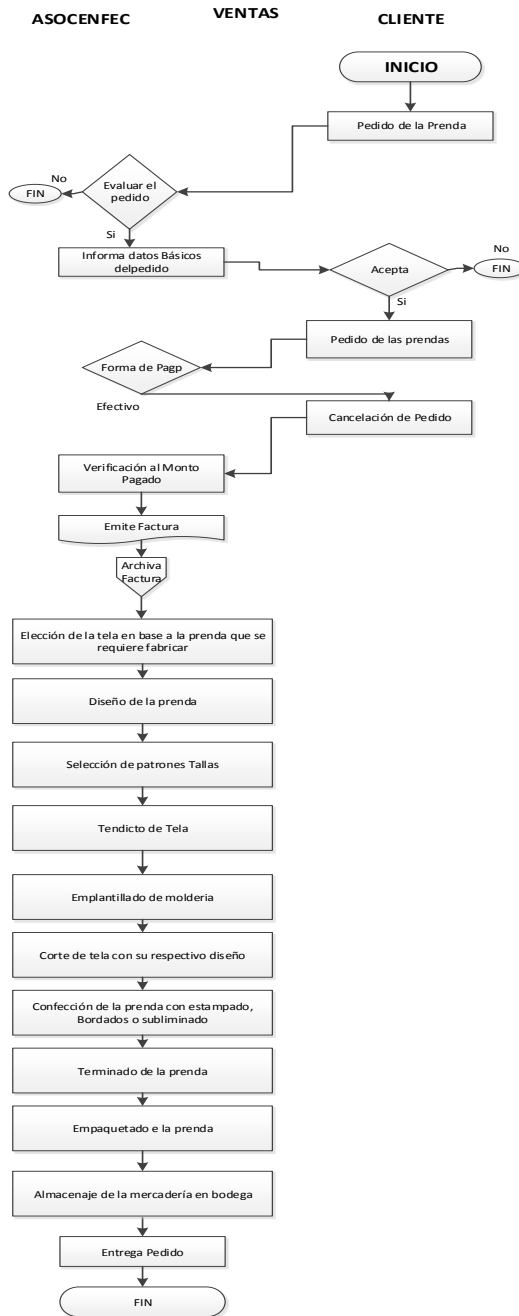 ASOCENFEC
VENTAS
CLIENTE
INICIO
Pedido de la Prenda
No
FIN
Evaluar el
pedido
Si
Informa datos Básicos
delpedido
Acepta
No
FIN
Si
Pedido de las prendas
Forma de Pagp
Efectivo
Cancelación de Pedido
Verificación al Monto
Pagado
Emite Factura
Archiva
Factura
Elección de la tela en base a la prenda que se
requiere fabricar
Diseño de la prenda
Selección de patrones Tallas
Tendicto de Tela
Emplantillado de molderia
Corte de tela con su respectivo diseño
Confección de la prenda con estampado,
Bordados o subliminado
Terminado de la prenda
Empaquetado e la prenda
Almacenaje de la mercadería en bodega
Entrega Pedido
FIN